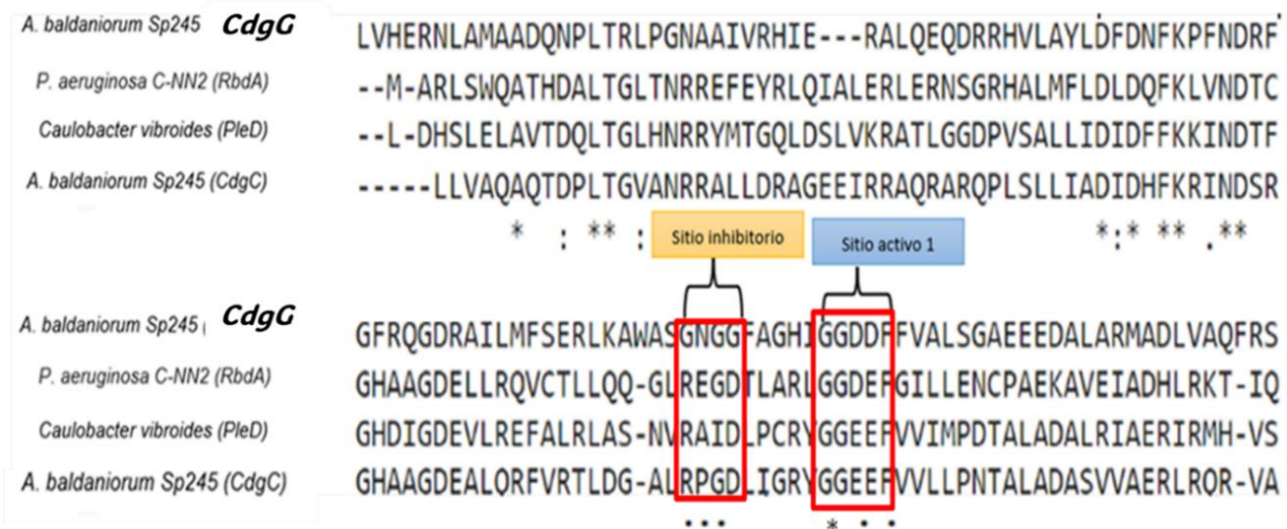 A. baldaniorum Sp245 CdgG LVHERNLAMAADQNPLTRLPGNAAIVRHIE---RALQEQDRRHVLAYLDFDNFKPFNDRF
P. aeruginosa C-NN2 (RbdA) --M-ARLSWQATHDALTGLTNRREFEYRLQIALERLERNSGRHALMFLDLDQFKLVNDTC
Caulobacter vibroides (PleD) --L-DHSLELAVTDQLTGLHNRRYMTGQLDSLVKRATLGGDPVSALLIDIDFFKKINDTF
A. baldaniorum Sp245 (CdgC) -----LLVAQAQTDPLTGVANRRALLDRAGEEIRRAQRARQPLSLLIADIDHFKRINDSR
* : ** : Sitio inhibitorio Sitio activo 1 *:* ** .**
A. baldaniorum Sp245 CdgG GFRQGDRAILMFSERLKAWASGNGGFAGHIGGDDFFVALSGAEEEDALARMADLVAQFRS
P. aeruginosa C-NN2 (RbdA) GHAAGDELLRQVCTLLQQ-GLREGDTLARLGGDEFGILLENCPAEKAVEIADHLRKT-IQ
Caulobacter vibroides (PleD) GHDIGDEVLREFALRLAS-NVRAIDLPCRYGGEEFVVIMPDTALADALRIAERIRMH-VS
A. baldaniorum Sp245 (CdgC) GHAAGDEALQRFVRTLDG-ALRPGDLIGRYGGEEFVVLLPNTALADASVVAERLRQR-VA